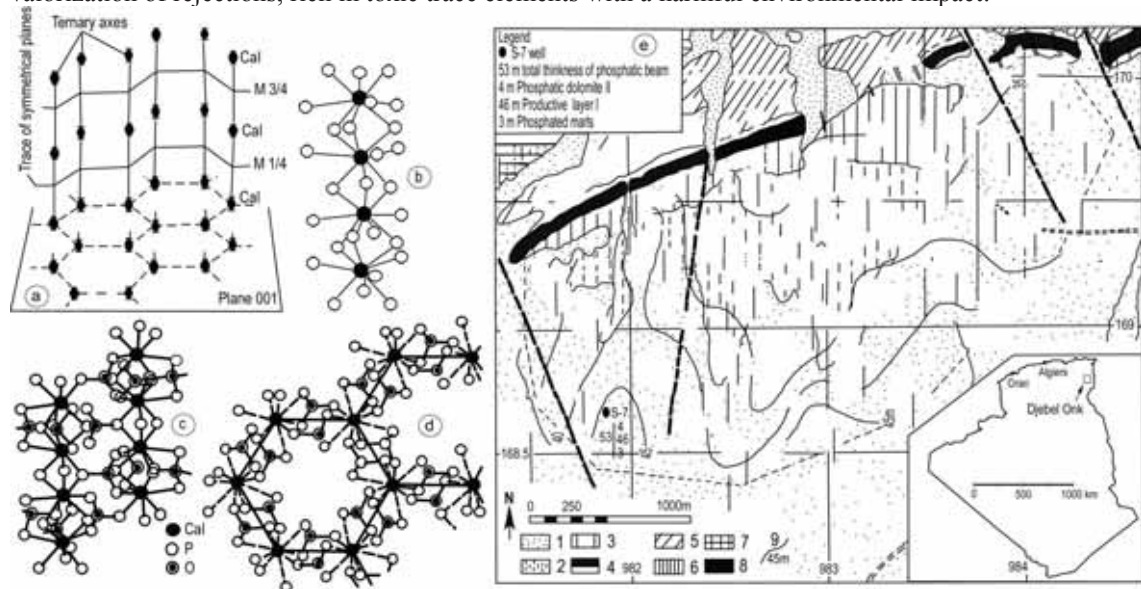 valorization of rejections, rich in toxic trace elements with a harmful environmental impact.
Trace of symmetrical planes
Ternary axes
Cal
M 3/4
Cal
M 1/4
Cal
a
Plane 001
b
c
d
Cal
P
O
Legend
S-7 well
53 m total thinkness of phosphatic beam
4 m Phosphatic dolomite II
46 m Productive layer I
3 m Phosphated marts
e
170
169
168.5
S-7
4
53 46
3
N
0 250 1000m
1 3 5 7 9
45m
2 4 6 8
982 983 984
Algiers
Oran
Djebel Onk
0 500 1000 km